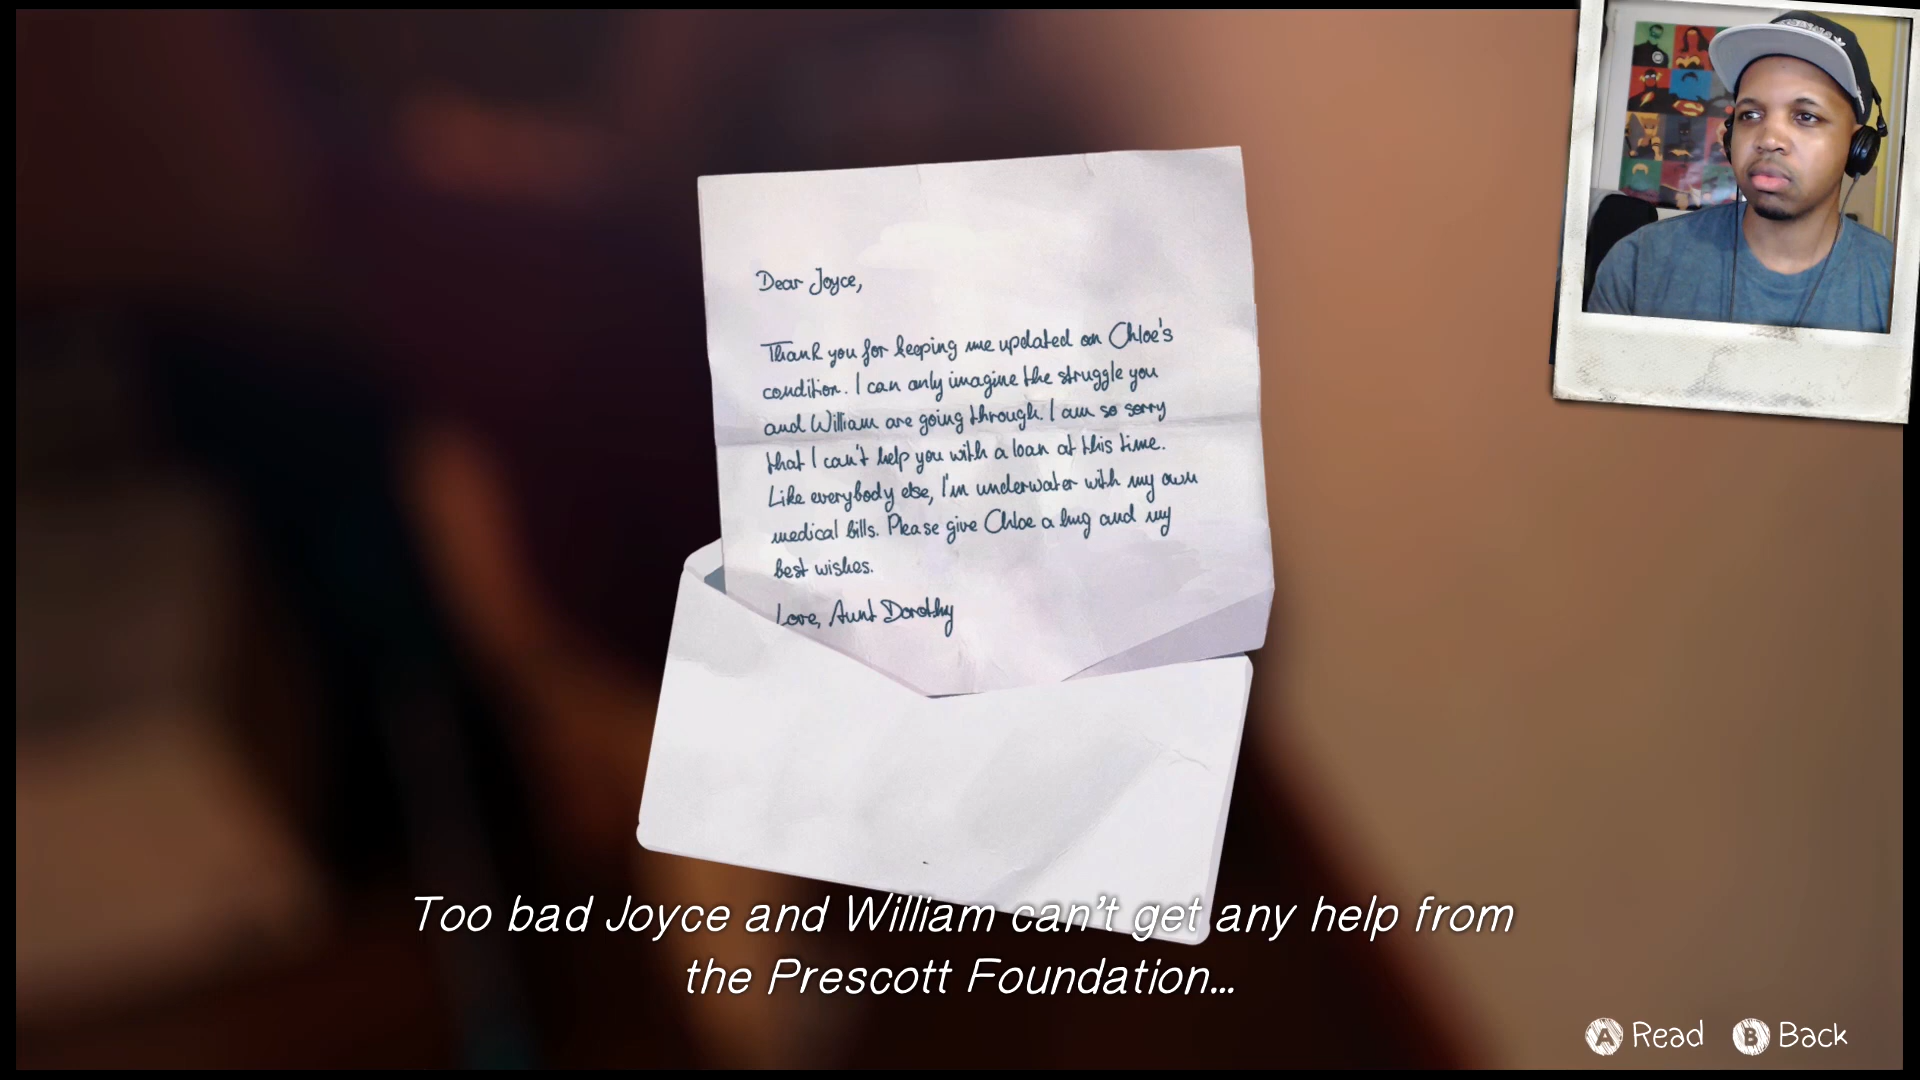 Dear Joyce,
Thank you for keeping me updated on Chloe's
condition. I can only imagine the struggle you
and William are going through. I am so sorry
that I can't help you with a loan at this time.
Like everybody else, I'm underwater with my own
medical bills. Please give Chloe a hug and my
best wishes.
Love, Aunt Dorothy
Too bad Joyce and William can't get any help from
the Prescott Foundation...
A Read B Back